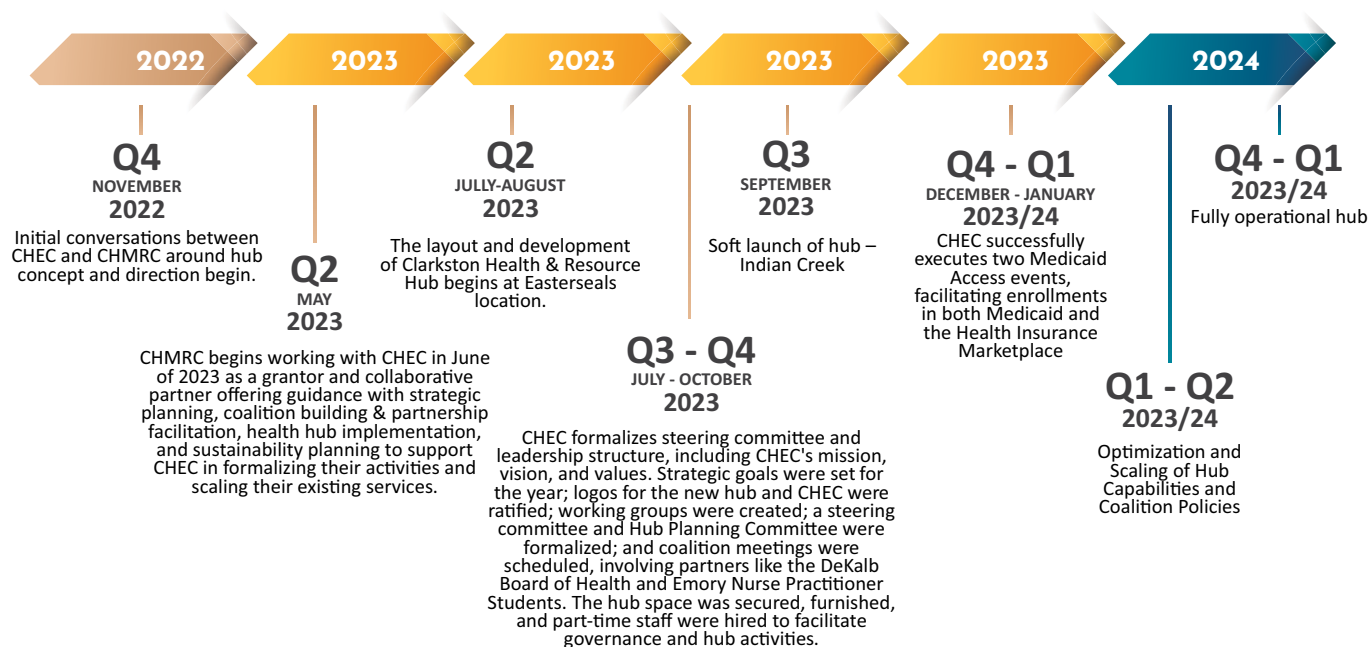 2022
2023
2023
2023
2023
2024
Q4
NOVEMBER
2022
Initial conversations between
CHEC and CHMRC around hub
concept and direction begin.
Q2
MAY
2023
CHMRC begins working with CHEC in June
of 2023 as a grantor and collaborative
partner offering guidance with strategic
planning, coalition building & partnership
facilitation, health hub implementation,
and sustainability planning to support
CHEC in formalizing their activities and
scaling their existing services.
Q2
JULLY-AUGUST
2023
The layout and development
of Clarkston Health & Resource
Hub begins at Easterseals
location.
Q3 - Q4
JULY - OCTOBER
2023
CHEC formalizes steering committee and
leadership structure, including CHEC's mission,
vision, and values. Strategic goals were set for
the year; logos for the new hub and CHEC were
ratified; working groups were created; a steering
committee and Hub Planning Committee were
formalized; and coalition meetings were
scheduled, involving partners like the DeKalb
Board of Health and Emory Nurse Practitioner
Students. The hub space was secured, furnished,
and part-time staff were hired to facilitate
governance and hub activities.
Q3
SEPTEMBER
2023
Soft launch of hub –
Indian Creek
Q4 - Q1
DECEMBER - JANUARY
2023/24
CHEC successfully
executes two Medicaid
Access events,
facilitating enrollments
in both Medicaid and
the Health Insurance
Marketplace
Q1 - Q2
2023/24
Optimization and
Scaling of Hub
Capabilities and
Coalition Policies
Q4 - Q1
2023/24
Fully operational hub